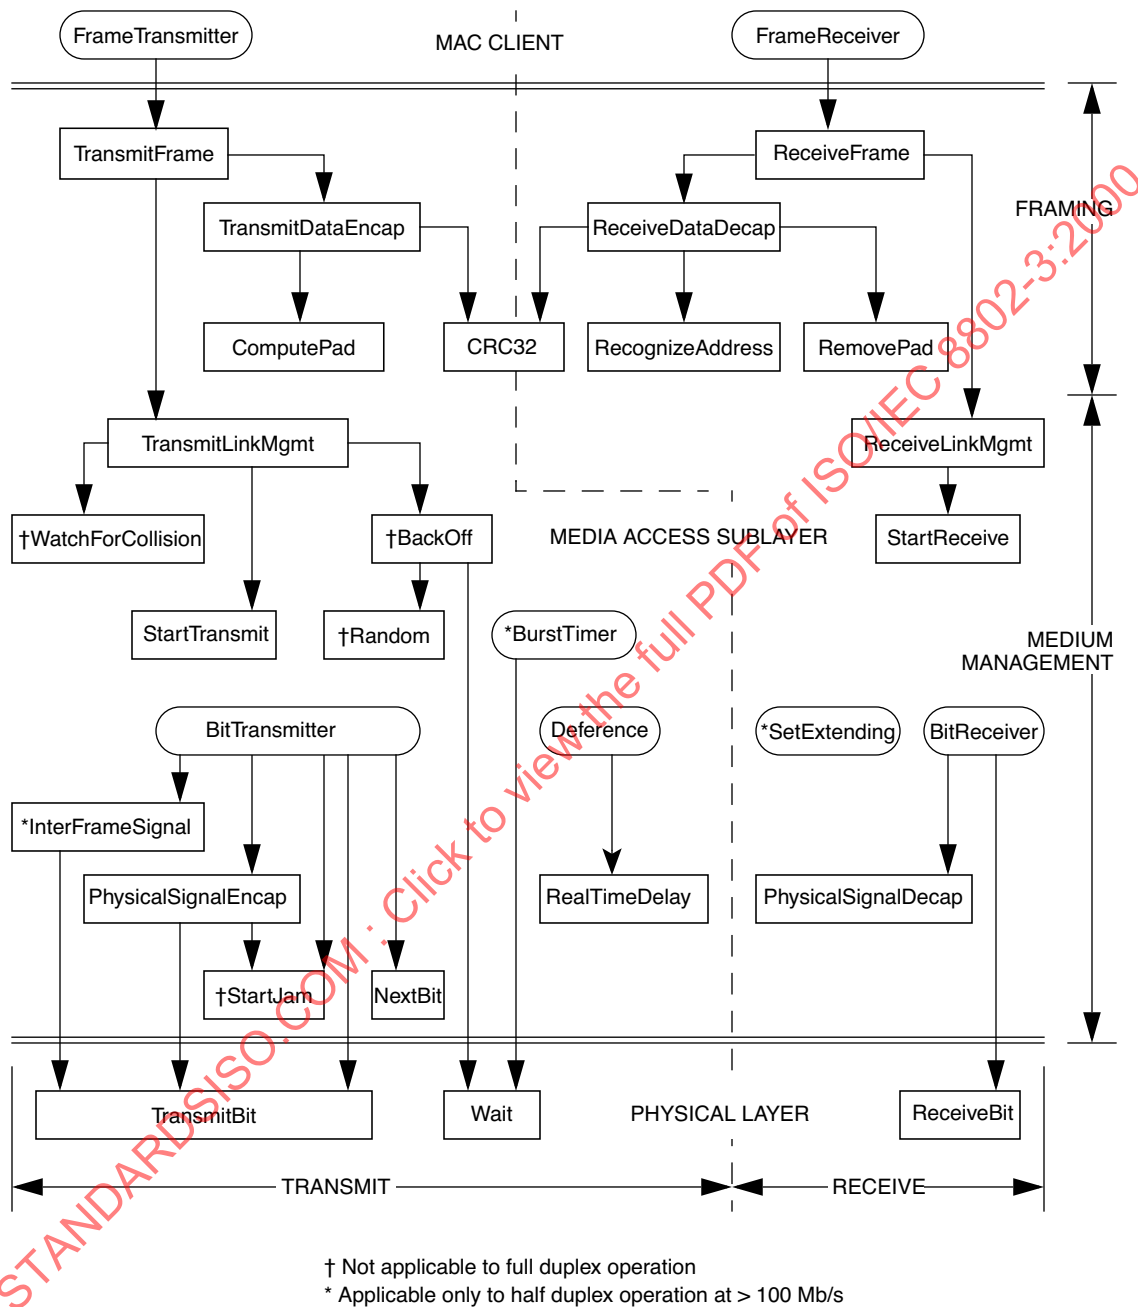 FrameTransmitter
MAC CLIENT
FrameReceiver
TransmitFrame
ReceiveFrame
FRAMING
TransmitDataEncap
ReceiveDataDecap
ComputePad
CRC32
RecognizeAddress
RemovePad
TransmitLinkMgmt
ReceiveLinkMgmt
†WatchForCollision
†BackOff
MEDIA ACCESS SUBLAYER
StartReceive
StartTransmit
†Random
*BurstTimer
MEDIUM
MANAGEMENT
BitTransmitter
Deference
*SetExtending
BitReceiver
*InterFrameSignal
PhysicalSignalEncap
RealTimeDelay
PhysicalSignalDecap
†StartJam
NextBit
TransmitBit
Wait
PHYSICAL LAYER
ReceiveBit
TRANSMIT
RECEIVE
† Not applicable to full duplex operation
* Applicable only to half duplex operation at > 100 Mb/s
STANDARDSISO.COM : Click to view the full PDF of ISO/IEC 8802-3:2000